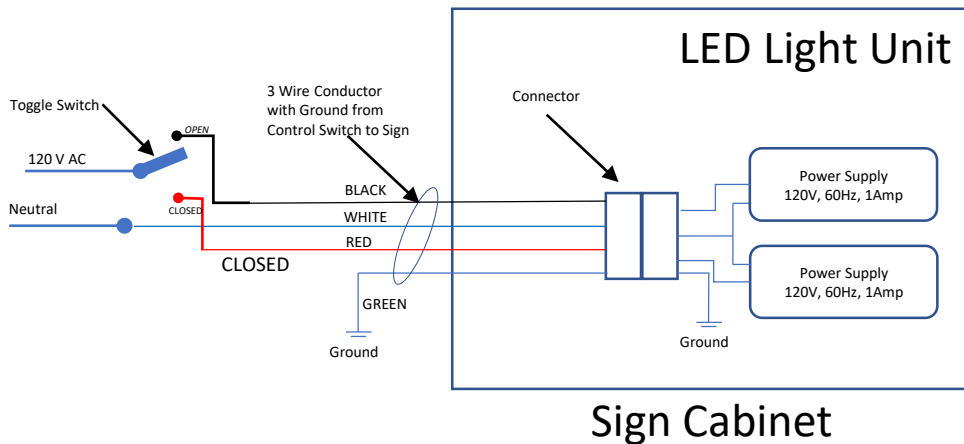 LED Light Unit
3 Wire Conductor
with Ground from
Control Switch to Sign
Connector
Toggle Switch
OPEN
120 V AC
Power Supply
120V, 60Hz, 1Amp
BLACK
CLOSED
Neutral
WHITE
RED
CLOSED
Power Supply
120V, 60Hz, 1Amp
GREEN
Ground
Ground
Sign Cabinet